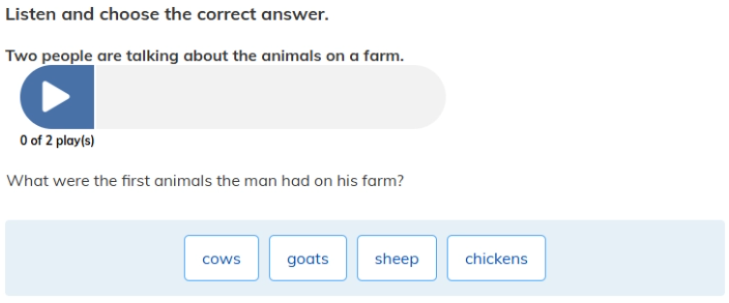 Listen and choose the correct answer.
Two people are talking about the animals on a farm.
0 of 2 play(s)
What were the first animals the man had on his farm?
cows goats sheep chickens